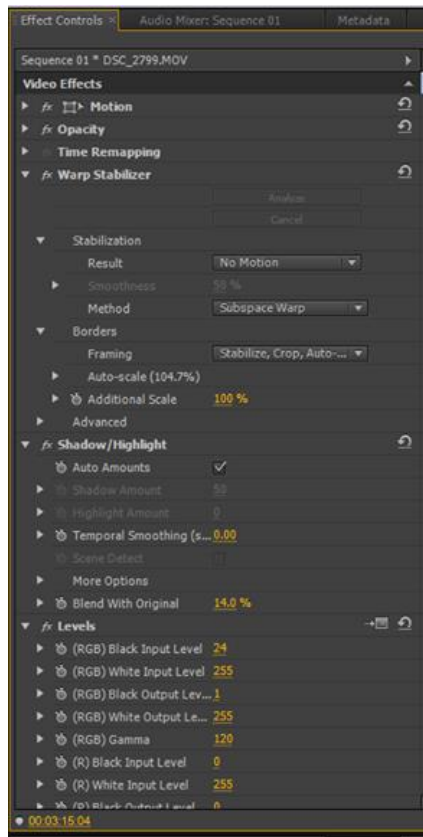 Effect Controls × Audio Mixer: Sequence 01 Metadata
Sequence 01 * DSC_2799.MOV
Video Effects
fx Motion
fx Opacity
Time Remapping
fx Warp Stabilizer
Analyze
Cancel
Stabilization
Result No Motion
Smoothness 50 %
Method Subspace Warp
Borders
Framing Stabilize, Crop, Auto-...
Auto-scale (104.7%)
Additional Scale 100 %
Advanced
fx Shadow/Highlight
Auto Amounts
Shadow Amount 50
Highlight Amount 0
Temporal Smoothing (s... 0.00
Scene Detect
More Options
Blend With Original 14.0 %
fx Levels
(RGB) Black Input Level 24
(RGB) White Input Level 255
(RGB) Black Output Lev... 1
(RGB) White Output Le... 255
(RGB) Gamma 120
(R) Black Input Level 0
(R) White Input Level 255
(R) Black Output Level 0
00:03:15:04